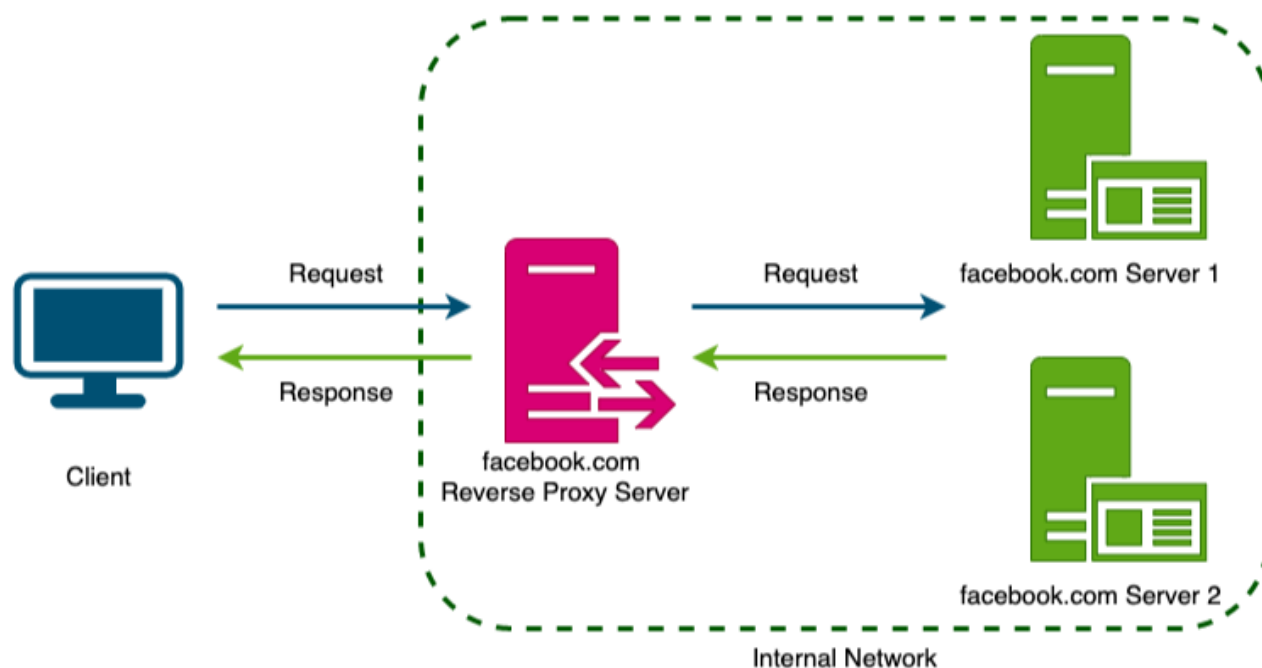 Request
Response
Client
facebook.com
Reverse Proxy Server
Request
Response
facebook.com Server 1
facebook.com Server 2
Internal Network